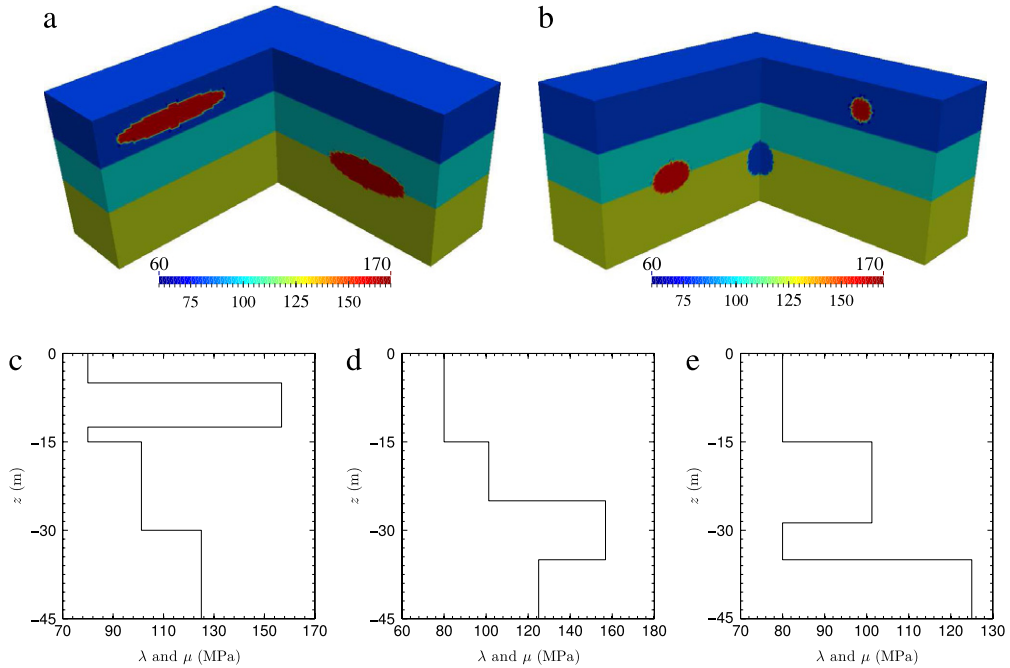 a
b
60 170
75 100 125 150
60 170
75 100 125 150
c
0
−15
−30
−45
z (m)
70 90 110 130 150 170
λ and μ (MPa)
d
0
−15
−30
−45
z (m)
60 80 100 120 140 160 180
λ and μ (MPa)
e
0
−15
−30
−45
z (m)
70 80 90 100 110 120 130
λ and μ (MPa)